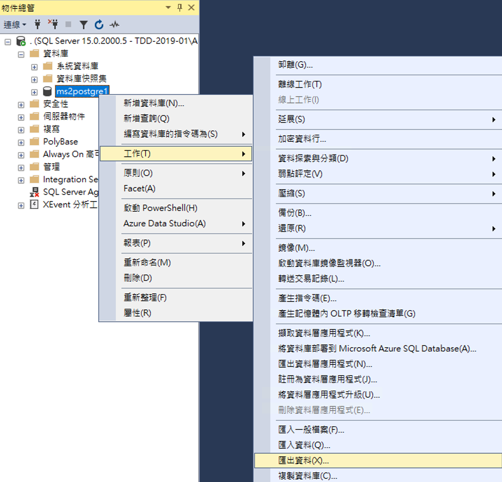 物件總管
連線
. (SQL Server 15.0.2000.5 - TDD-2019-01\A
資料庫
系統資料庫
資料庫快照集
ms2postgre1
安全性
伺服器物件
複寫
PolyBase
Always On 高可
管理
Integration Se
SQL Server Ag
XEvent 分析工
新增資料庫(N)...
新增查詢(Q)
編寫資料庫的指令碼為(S)
工作(T)
原則(O)
Facet(A)
啟動 PowerShell(H)
Azure Data Studio(A)
報表(P)
重新命名(M)
刪除(D)
重新整理(F)
屬性(R)
卸離(G)...
離線工作(T)
線上工作(I)
延展(S)
加密資料行...
資料探索與分類(D)
弱點評定(V)
壓縮(S)
備份(B)...
還原(R)
鏡像(M)...
啟動資料庫鏡像監視器(O)...
轉送交易記錄(L)...
產生指令碼(E)...
產生記憶體內 OLTP 移轉檢查清單(G)
擷取資料層應用程式(K)...
將資料庫部署到 Microsoft Azure SQL Database(A)...
匯出資料層應用程式(N)...
註冊為資料層應用程式(J)...
將資料層應用程式升級(U)...
刪除資料層應用程式(E)...
匯入一般檔案(F)...
匯入資料(Q)...
匯出資料(X)...
複製資料庫(C)...